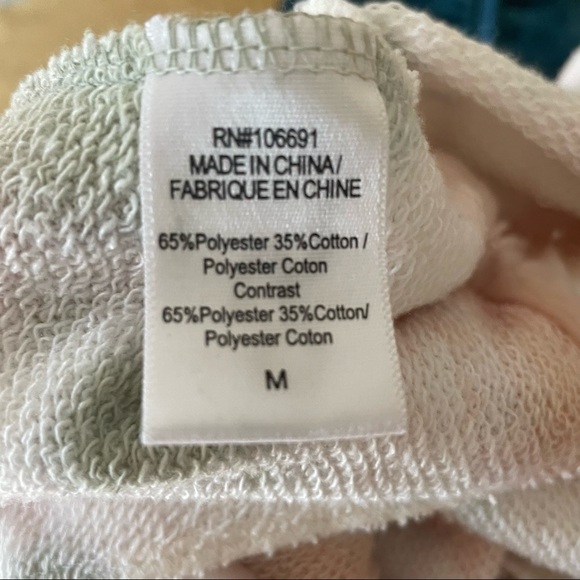 RN#106691
MADE IN CHINA/
FABRIQUE EN CHINE
65%Polyester 35%Cotton /
Polyester Coton
Contrast
65%Polyester 35%Cotton/
Polyester Coton
M